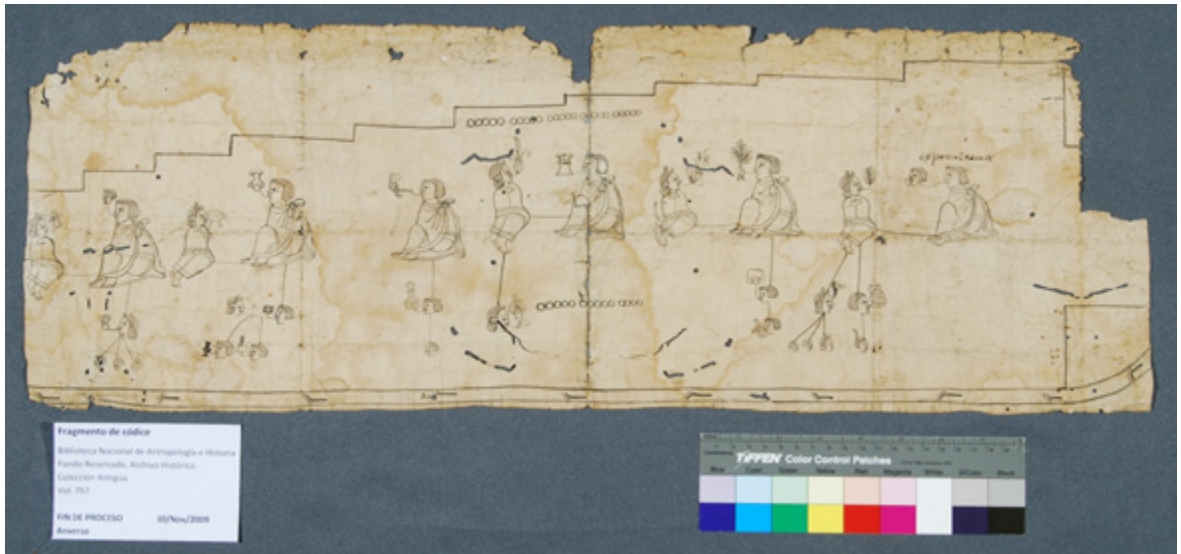 Fragmento de códice
Biblioteca Nacional de Antropología e Historia
Fondo Reservado, Archivo Histórico
Colección Antigua
Vol. 757
FIN DE PROCESO 10/Nov/2009
Anverso
TIFFEN Color Control Patches
Blue Cyan Green Yellow Red Magenta White 3/Color Black